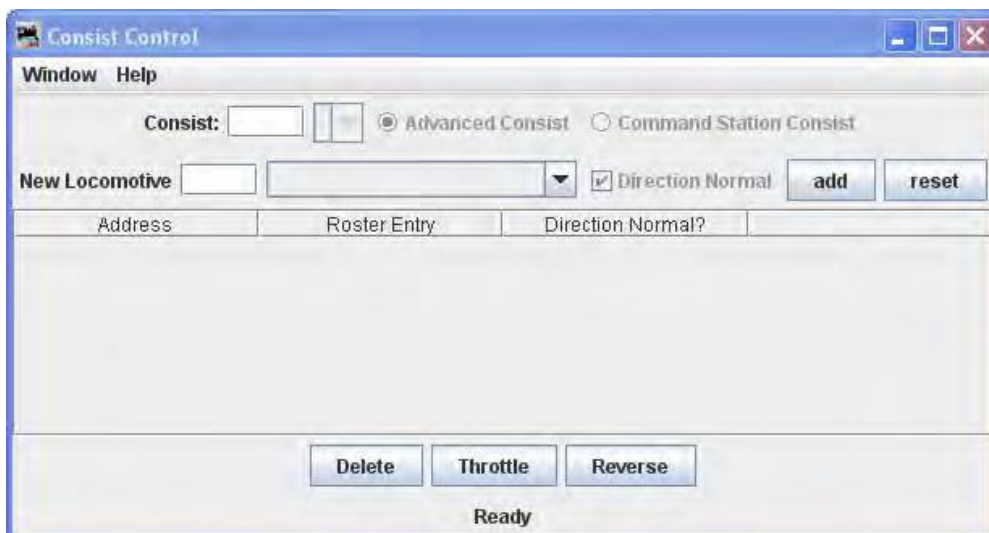 Consist Control
Window Help
Consist: Advanced Consist Command Station Consist
New Locomotive Direction Normal add reset
Address Roster Entry Direction Normal?
Delete Throttle Reverse
Ready